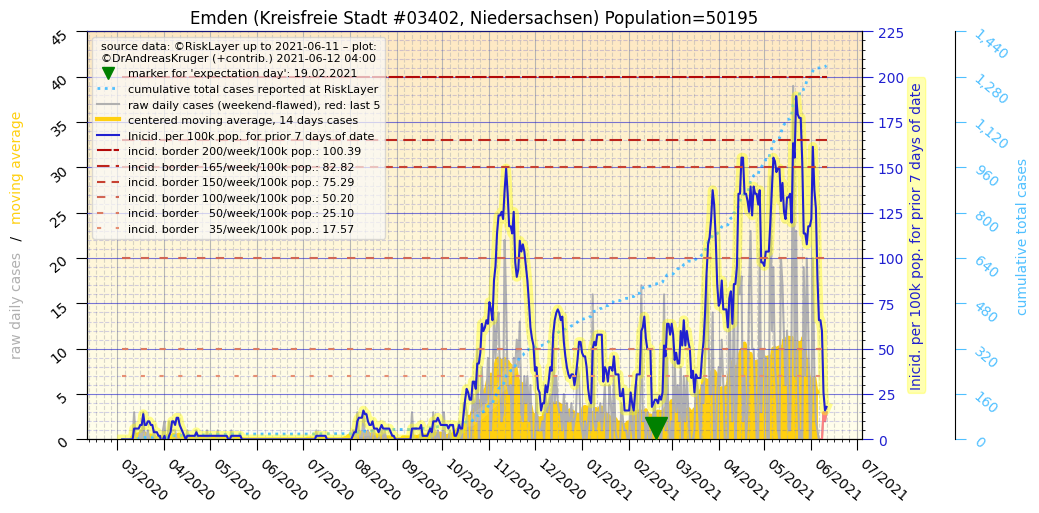 Emden (Kreisfreie Stadt #03402, Niedersachsen) Population=50195
source data: ©RiskLayer up to 2021-06-11 – plot:
©DrAndreasKruger (+contrib.) 2021-06-12 04:00
marker for 'expectation day': 19.02.2021
cumulative total cases reported at RiskLayer
raw daily cases (weekend-flawed), red: last 5
centered moving average, 14 days cases
Inicid. per 100k pop. for prior 7 days of date
incid. border 200/week/100k pop.: 100.39
incid. border 165/week/100k pop.: 82.82
incid. border 150/week/100k pop.: 75.29
incid. border 100/week/100k pop.: 50.20
incid. border 50/week/100k pop.: 25.10
incid. border 35/week/100k pop.: 17.57
raw daily cases / moving average
45
40
35
30
25
20
15
10
5
0
225
200
175
150
125
100
75
50
25
0
Inicid. per 100k pop. for prior 7 days of date
1,440
1,280
1,120
960
800
640
480
320
160
0
cumulative total cases
03/2020
04/2020
05/2020
06/2020
07/2020
08/2020
09/2020
10/2020
11/2020
12/2020
01/2021
02/2021
03/2021
04/2021
05/2021
06/2021
07/2021